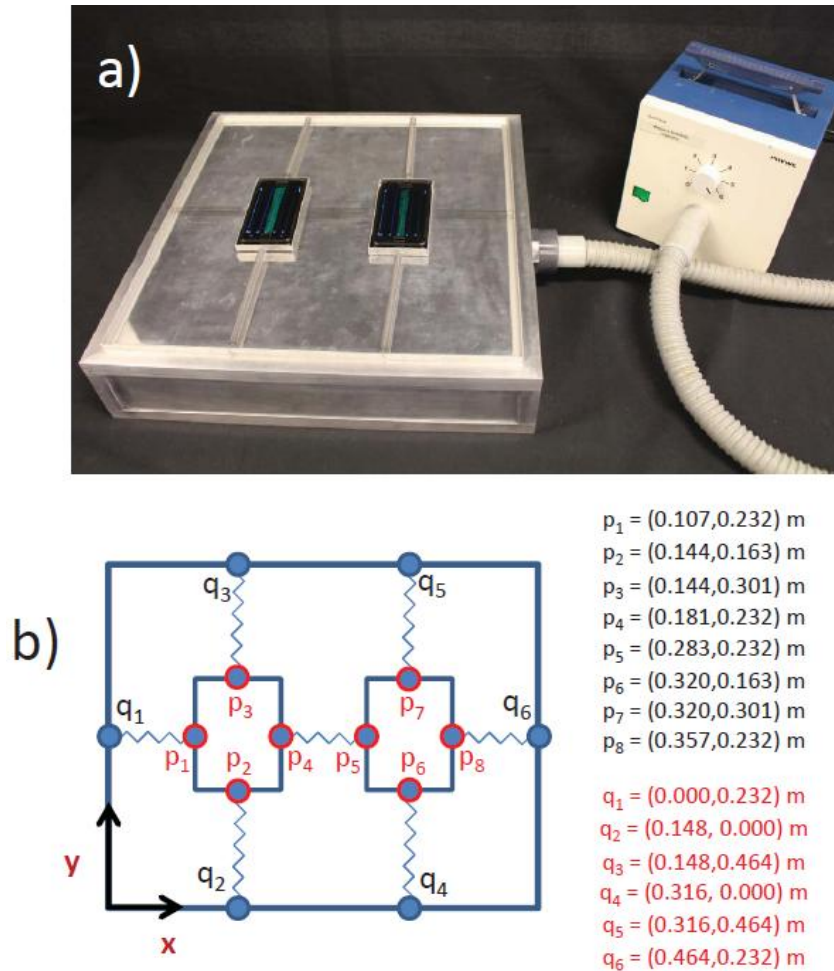 a)
PHYWE
b)
q₃
q₅
p₃
p₇
q₁
q₆
p₁
p₂
p₄
p₅
p₆
p₈
q₂
q₄
y
x
p₁ = (0.107,0.232) m
p₂ = (0.144,0.163) m
p₃ = (0.144,0.301) m
p₄ = (0.181,0.232) m
p₅ = (0.283,0.232) m
p₆ = (0.320,0.163) m
p₇ = (0.320,0.301) m
p₈ = (0.357,0.232) m
q₁ = (0.000,0.232) m
q₂ = (0.148, 0.000) m
q₃ = (0.148,0.464) m
q₄ = (0.316, 0.000) m
q₅ = (0.316,0.464) m
q₆ = (0.464,0.232) m